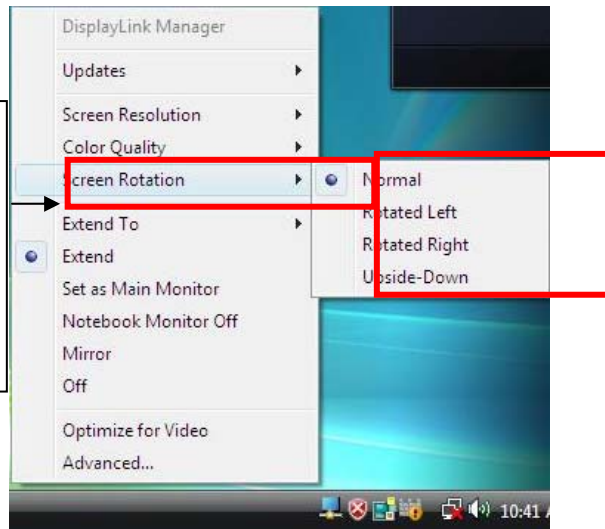 DisplayLink Manager
Updates
Screen Resolution
Color Quality
Screen Rotation
Normal
Rotated Left
Rotated Right
Upside-Down
Extend To
Extend
Set as Main Monitor
Notebook Monitor Off
Mirror
Off
Optimize for Video
Advanced...
10:41